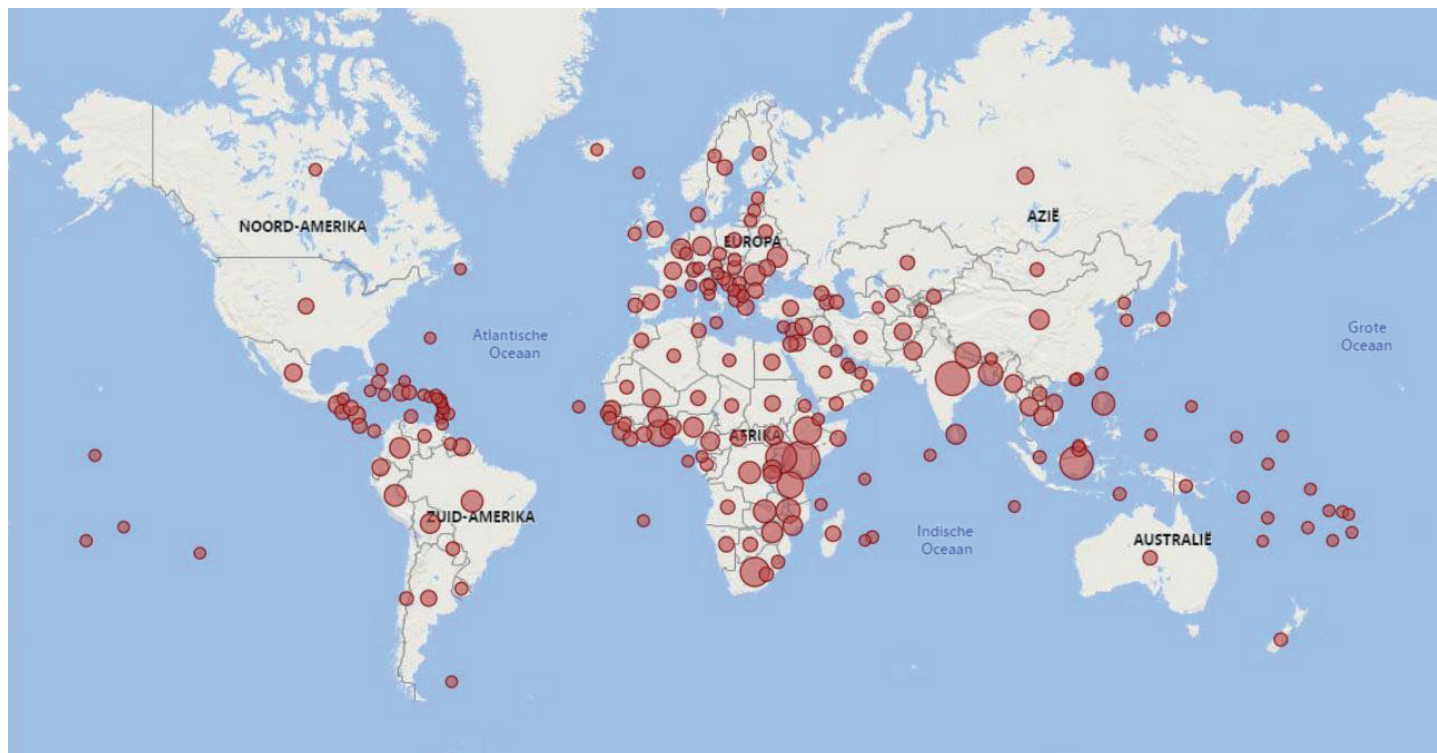 NOORD-AMERIKA
AZIË
EUROPA
Atlantische
Oceaan
Grote
Oceaan
AFRIKA
ZUID-AMERIKA
Indische
Oceaan
AUSTRALIË